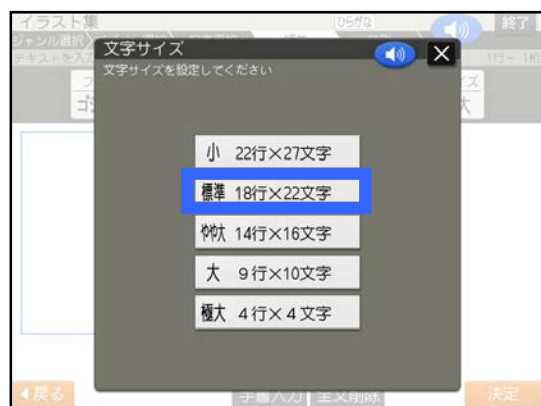 イラスト集
ひらがな
終了
ジャンル選択
テキストを入力
1行- 1桁
文字サイズ
文字サイズを設定してください
小 22行×27文字
標準 18行×22文字
やや大 14行×16文字
大 9行×10文字
極大 4行×4文字
戻る
手書入力
全文削除
決定